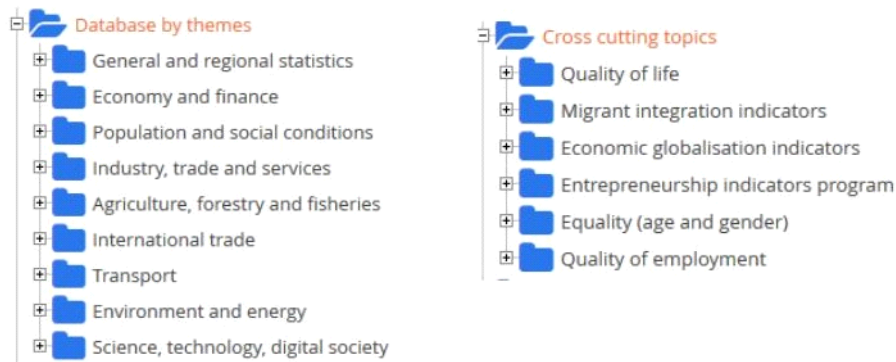 Database by themes
General and regional statistics
Economy and finance
Population and social conditions
Industry, trade and services
Agriculture, forestry and fisheries
International trade
Transport
Environment and energy
Science, technology, digital society
Cross cutting topics
Quality of life
Migrant integration indicators
Economic globalisation indicators
Entrepreneurship indicators program
Equality (age and gender)
Quality of employment